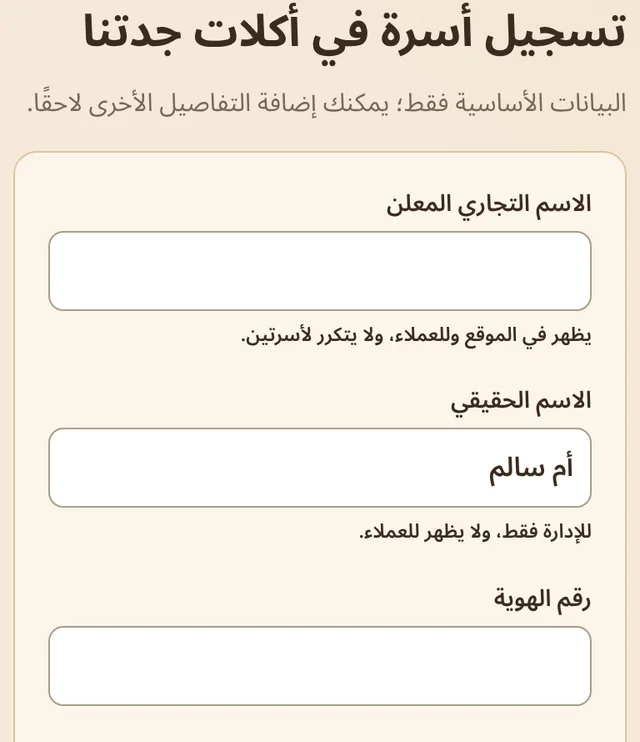 تسجيل أسرة في أكلات جدتنا
البيانات الأساسية فقط؛ يمكنك إضافة التفاصيل الأخرى لاحقًا.
الاسم التجاري المعلن
يظهر في الموقع وللعملاء، ولا يتكرر لأسرتين.
الاسم الحقيقي
أم سالم
للإدارة فقط، ولا يظهر للعملاء.
رقم الهوية